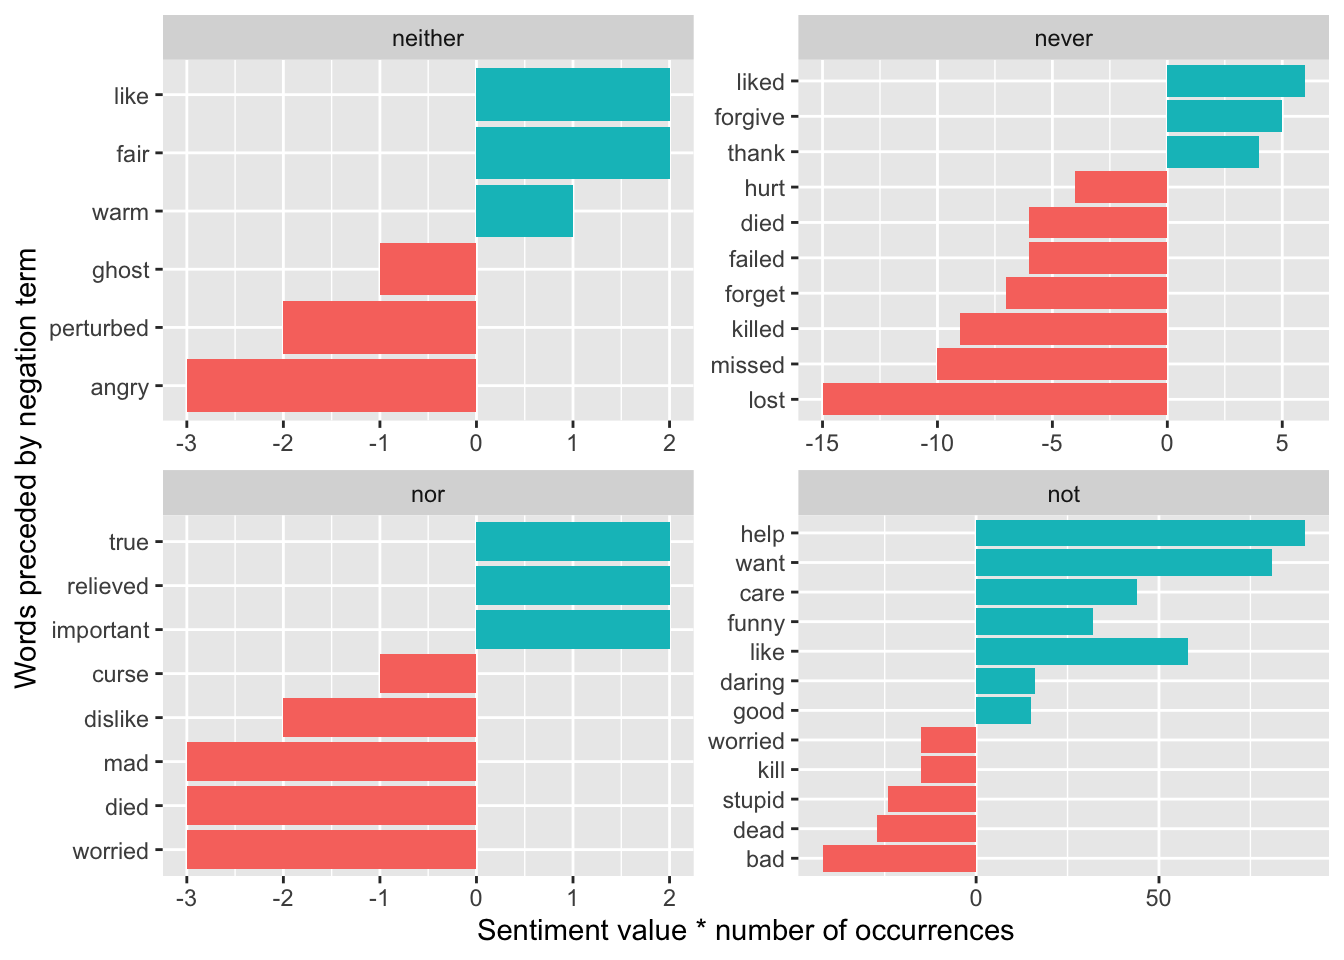 neither
like
fair
warm
ghost
perturbed
angry
-3 -2 -1 0 1 2
never
liked
forgive
thank
hurt
died
failed
forget
killed
missed
lost
-15 -10 -5 0 5
nor
true
relieved
important
curse
dislike
mad
died
worried
-3 -2 -1 0 1 2
not
help
want
care
funny
like
daring
good
worried
kill
stupid
dead
bad
0 50
Words preceded by negation term
Sentiment value * number of occurrences